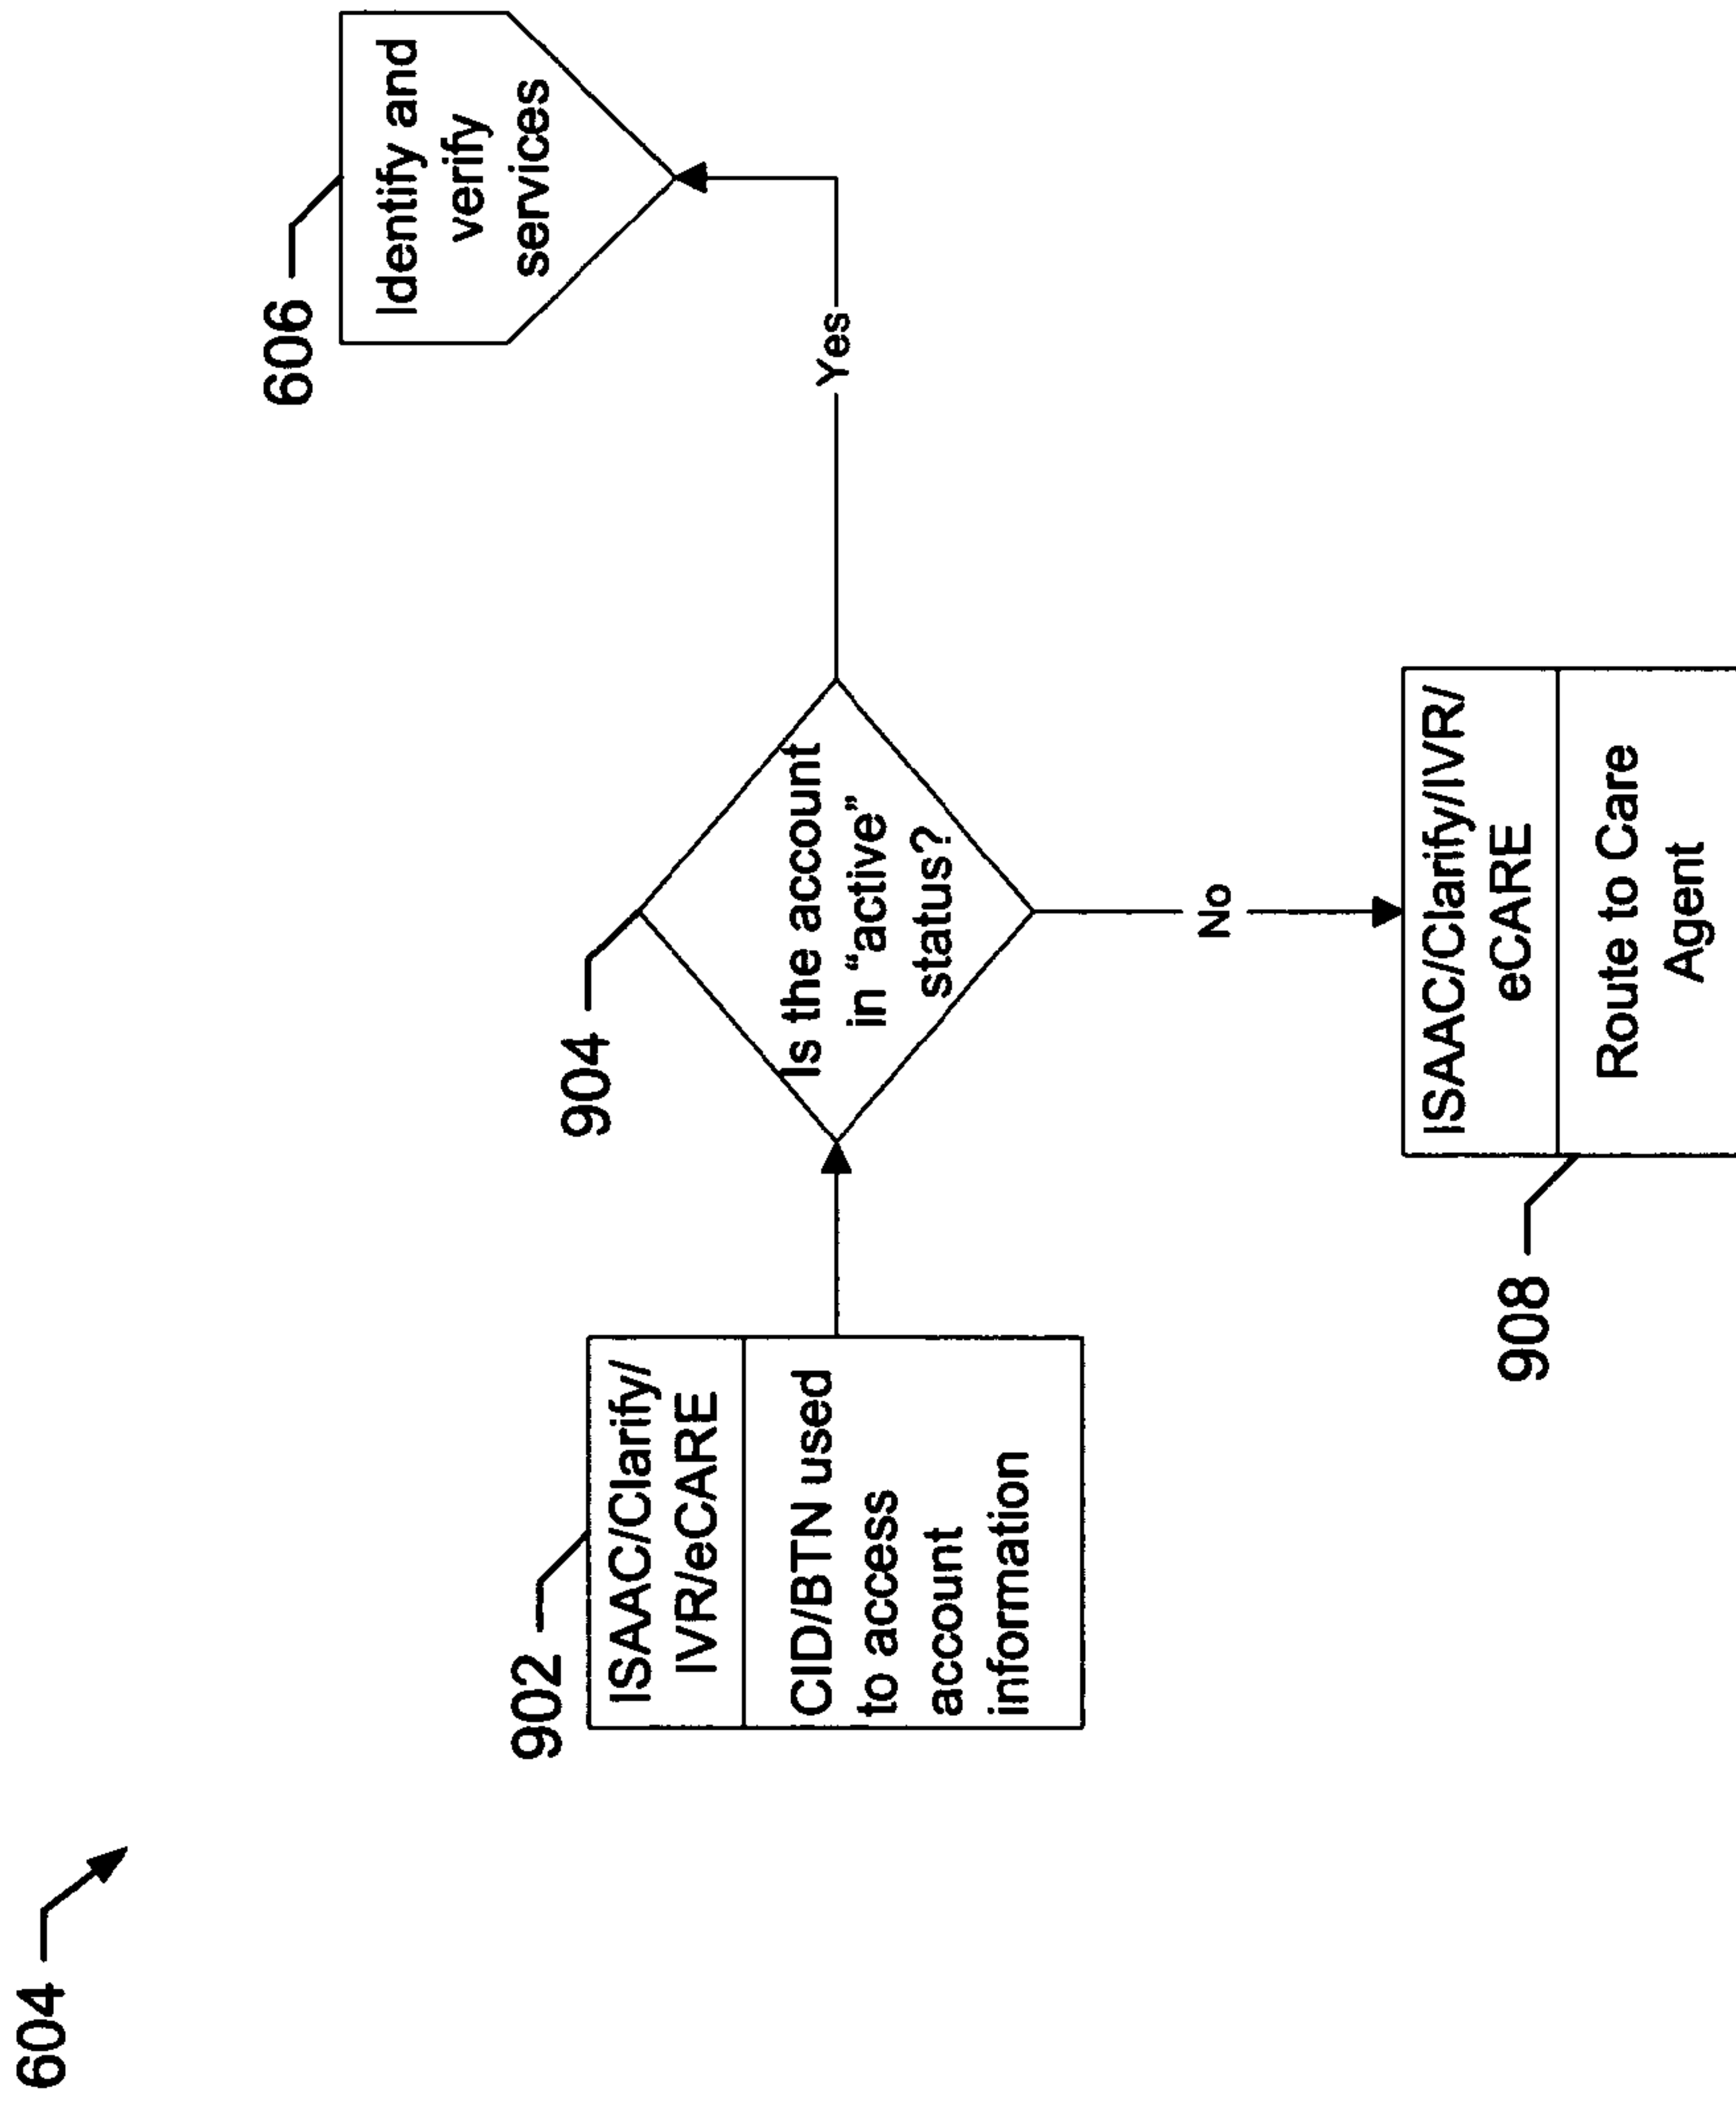 604
902
ISAAC/Clarify/
IVR/eCARE
CID/BTN used
to access
account
information
904
Is the account
in “active”
status?
Yes
606
Identify and
verify
services
No
908
ISAAC/Clarify/IVR/
eCARE
Route to Care
Agent